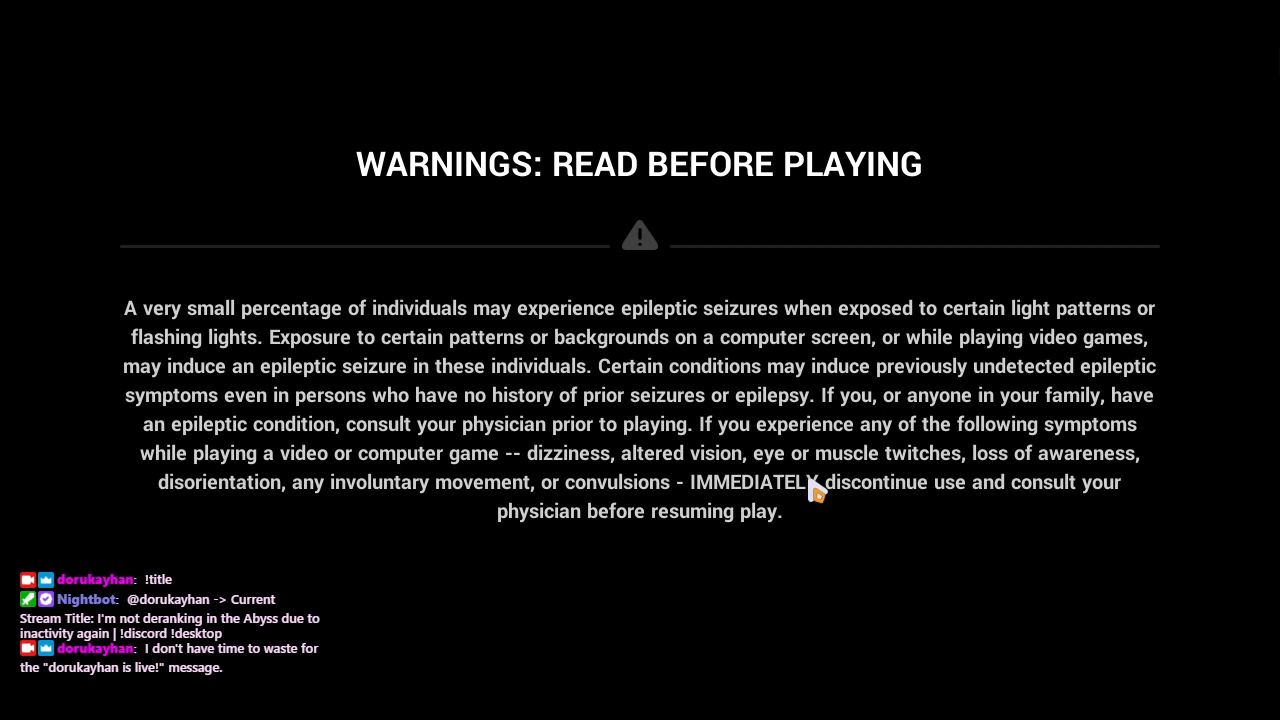 WARNINGS: READ BEFORE PLAYING
A very small percentage of individuals may experience epileptic seizures when exposed to certain light patterns or
flashing lights. Exposure to certain patterns or backgrounds on a computer screen, or while playing video games,
may induce an epileptic seizure in these individuals. Certain conditions may induce previously undetected epileptic
symptoms even in persons who have no history of prior seizures or epilepsy. If you, or anyone in your family, have
an epileptic condition, consult your physician prior to playing. If you experience any of the following symptoms
while playing a video or computer game -- dizziness, altered vision, eye or muscle twitches, loss of awareness,
disorientation, any involuntary movement, or convulsions - IMMEDIATELY discontinue use and consult your
physician before resuming play.
dorukayhan: !title
Nightbot: @dorukayhan -> Current
Stream Title: I'm not deranking in the Abyss due to
inactivity again | !discord !desktop
dorukayhan: I don't have time to waste for
the "dorukayhan is live!" message.